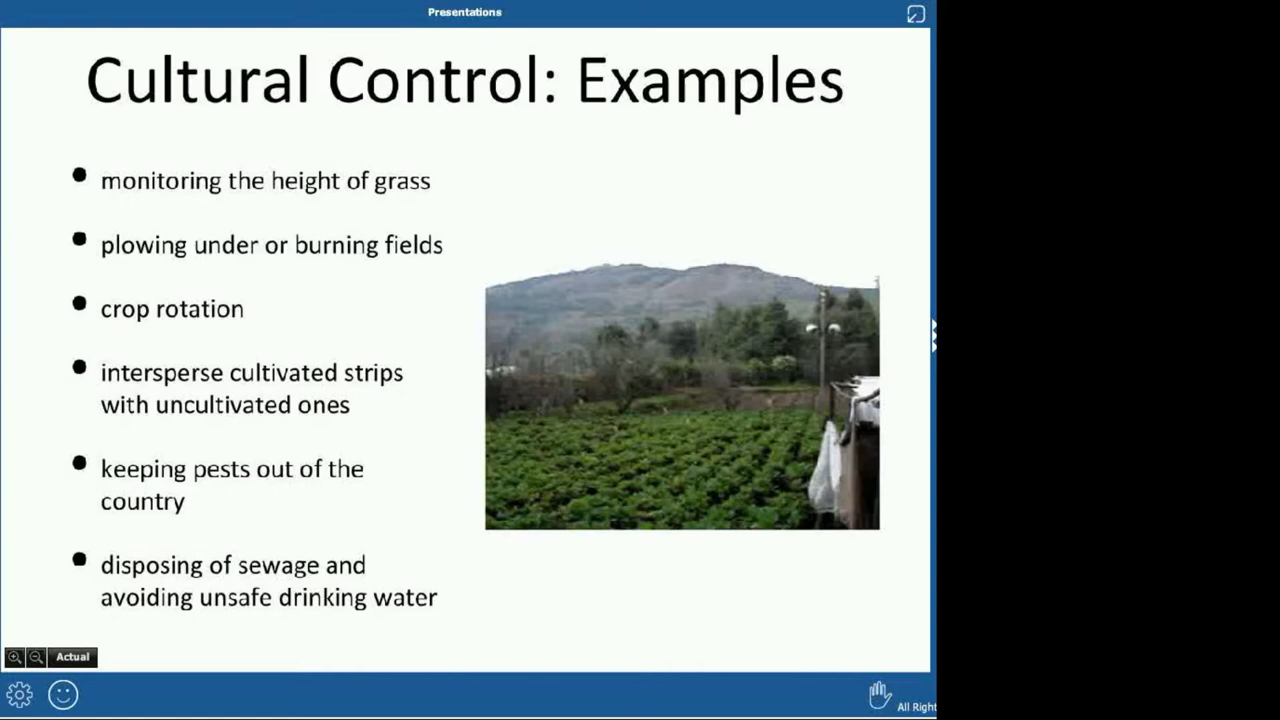 Presentations
Cultural Control: Examples
• monitoring the height of grass
• plowing under or burning fields
• crop rotation
• intersperse cultivated strips
with uncultivated ones
• keeping pests out of the
country
• disposing of sewage and
avoiding unsafe drinking water
Actual
All Right